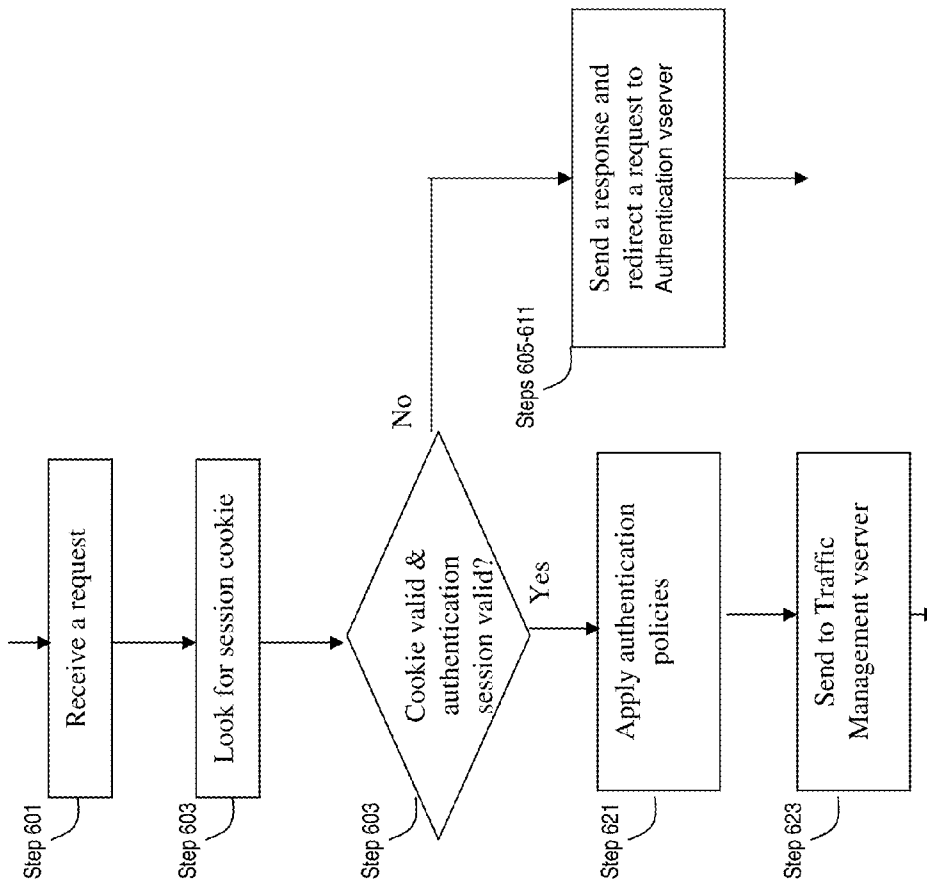 Step 601
Receive a request
Step 603
Look for session cookie
Step 603
Cookie valid &
authentication
session valid?
No
Yes
Steps 605-611
Send a response and
redirect a request to
Authentication vserver
Step 621
Apply authentication
policies
Step 623
Send to Traffic
Management vserver